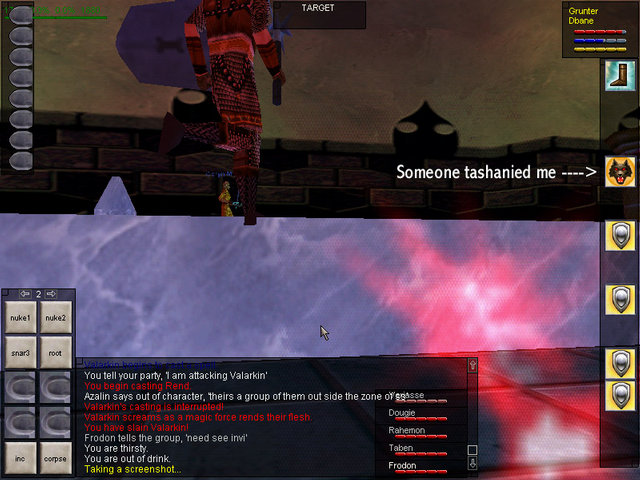 TARGET
Grunter
Dbane
Someone tashanied me ---->
2
nuke1
nuke2
snar3
root
inc
corpse
You tell your party, 'I am attacking Valarkin'
You begin casting Rend.
Azalin says out of character, 'theirs a group of them out side the zone
Valarkin's casting is interrupted!
Valarkin screams as a magic force rends their flesh.
You have slain Valarkin!
Frodon tells the group, 'need see invi'
You are thirsty.
You are out of drink.
Taking a screenshot...
Dougie
Rahemon
Taben
Frodon